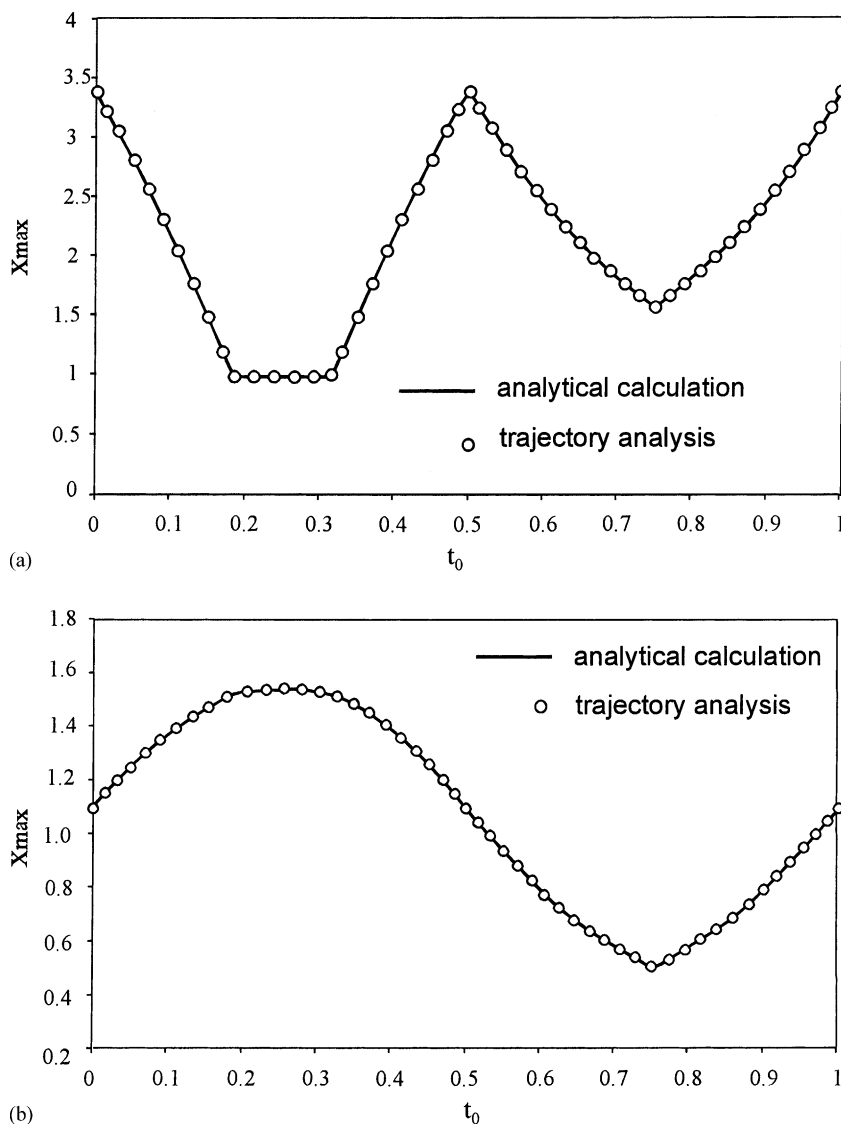 4
3.5
3
2.5
2
1.5
1
0.5
0
Xmax
analytical calculation
trajectory analysis
0 0.1 0.2 0.3 0.4 0.5 0.6 0.7 0.8 0.9 1
t0
(a)
1.8
1.6
1.4
1.2
1.0
0.8
0.6
0.4
0.2
Xmax
analytical calculation
trajectory analysis
0 0.1 0.2 0.3 0.4 0.5 0.6 0.7 0.8 0.9 1
t0
(b)